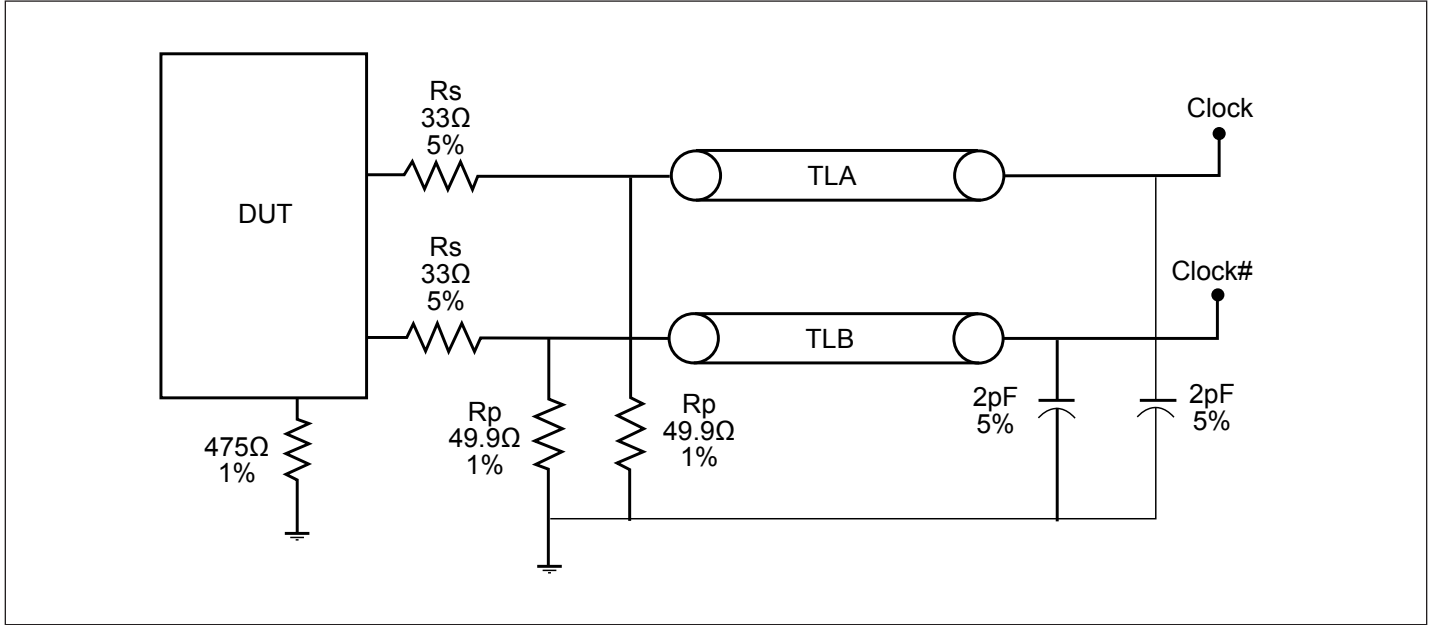 Rs
33Ω
5%
Clock
TLA
DUT
Rs
33Ω
5%
Clock#
TLB
475Ω
1%
Rp
49.9Ω
1%
Rp
49.9Ω
1%
2pF
5%
2pF
5%